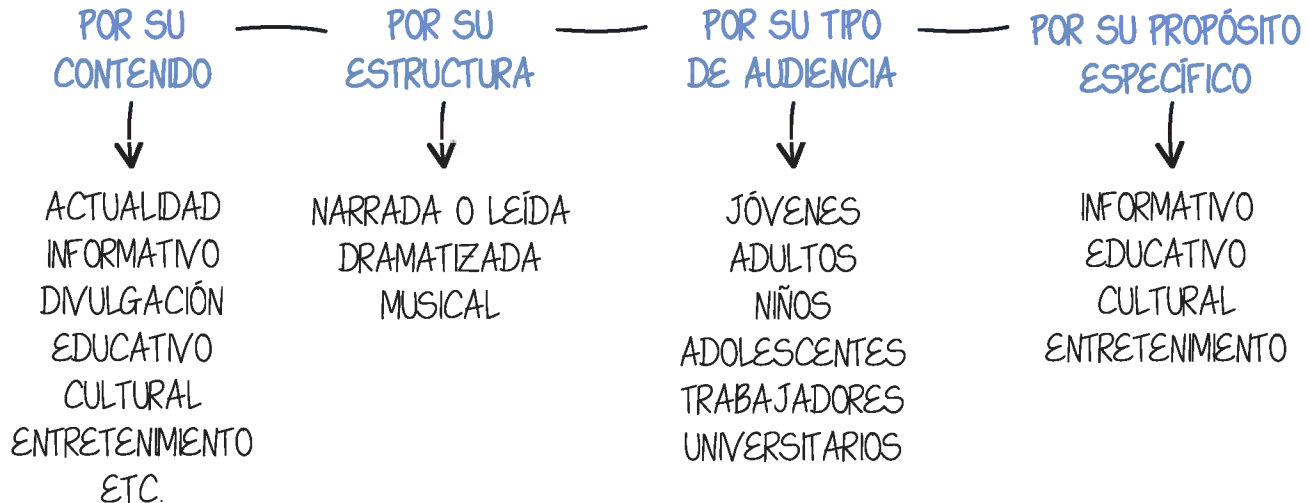 POR SU
CONTENIDO
ACTUALIDAD
INFORMATIVO
DIVULGACIÓN
EDUCATIVO
CULTURAL
ENTRETENIMIENTO
ETC.
POR SU
ESTRUCTURA
NARRADA O LEÍDA
DRAMATIZADA
MUSICAL
POR SU TIPO
DE AUDIENCIA
JÓVENES
ADULTOS
NIÑOS
ADOLESCENTES
TRABAJADORES
UNIVERSITARIOS
POR SU PROPÓSITO
ESPECÍFICO
INFORMATIVO
EDUCATIVO
CULTURAL
ENTRETENIMIENTO